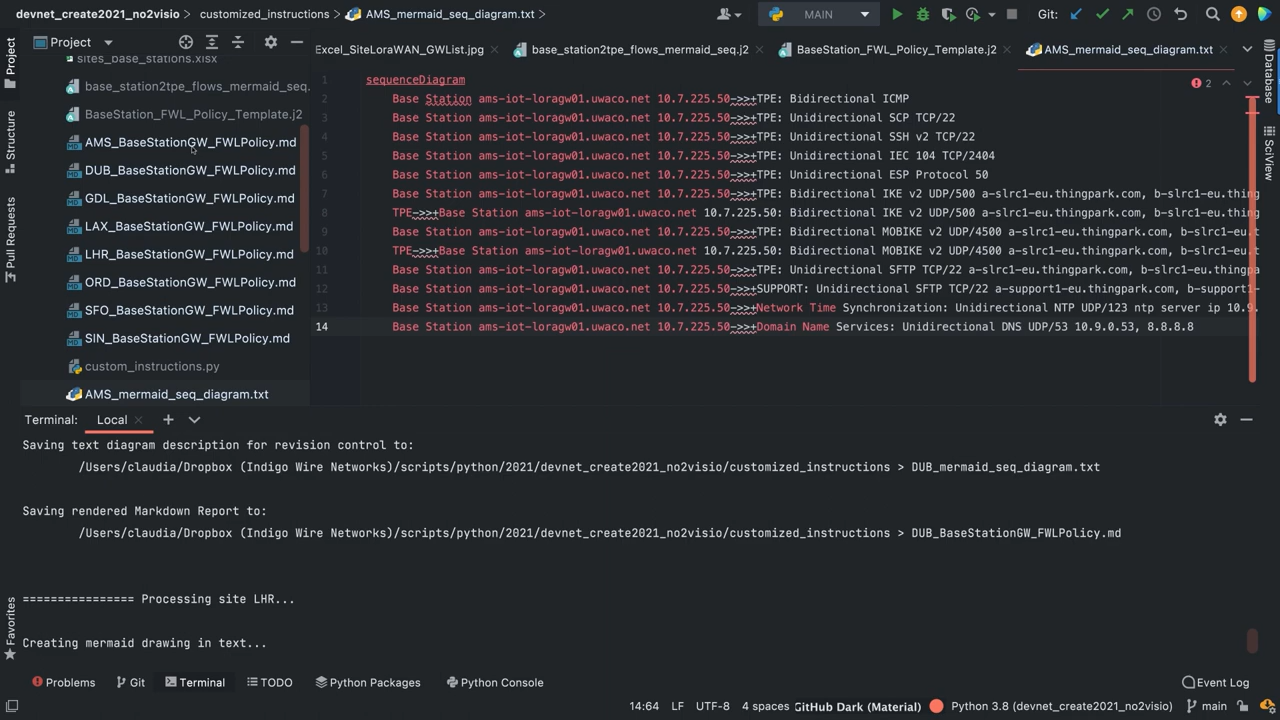 devnet_create2021_no2visio › customized_instructions › AMS_mermaid_seq_diagram.txt ›
MAIN
Git:
Project
Excel_SiteLoraWAN_GWList.jpg
base_station2tpe_flows_mermaid_seq.j2
BaseStation_FWL_Policy_Template.j2
AMS_mermaid_seq_diagram.txt
Project
Structure
Pull Requests
Favorites
Database
SciView
sites_base_stations.xlsx
base_station2tpe_flows_mermaid_seq.
BaseStation_FWL_Policy_Template.j2
AMS_BaseStationGW_FWLPolicy.md
DUB_BaseStationGW_FWLPolicy.md
GDL_BaseStationGW_FWLPolicy.md
LAX_BaseStationGW_FWLPolicy.md
LHR_BaseStationGW_FWLPolicy.md
ORD_BaseStationGW_FWLPolicy.md
SFO_BaseStationGW_FWLPolicy.md
SIN_BaseStationGW_FWLPolicy.md
custom_instructions.py
AMS_mermaid_seq_diagram.txt
2
1 sequenceDiagram
2 Base Station ams-iot-loragw01.uwaco.net 10.7.225.50->>+TPE: Bidirectional ICMP
3 Base Station ams-iot-loragw01.uwaco.net 10.7.225.50->>+TPE: Unidirectional SCP TCP/22
4 Base Station ams-iot-loragw01.uwaco.net 10.7.225.50->>+TPE: Unidirectional SSH v2 TCP/22
5 Base Station ams-iot-loragw01.uwaco.net 10.7.225.50->>+TPE: Unidirectional IEC 104 TCP/2404
6 Base Station ams-iot-loragw01.uwaco.net 10.7.225.50->>+TPE: Unidirectional ESP Protocol 50
7 Base Station ams-iot-loragw01.uwaco.net 10.7.225.50->>+TPE: Bidirectional IKE v2 UDP/500 a-slrc1-eu.thingpark.com, b-slrc1-eu.thing
8 TPE->>+Base Station ams-iot-loragw01.uwaco.net 10.7.225.50: Bidirectional IKE v2 UDP/500 a-slrc1-eu.thingpark.com, b-slrc1-eu.thing
9 Base Station ams-iot-loragw01.uwaco.net 10.7.225.50->>+TPE: Bidirectional MOBIKE v2 UDP/4500 a-slrc1-eu.thingpark.com, b-slrc1-eu.t
10 TPE->>+Base Station ams-iot-loragw01.uwaco.net 10.7.225.50: Bidirectional MOBIKE v2 UDP/4500 a-slrc1-eu.thingpark.com, b-slrc1-eu.t
11 Base Station ams-iot-loragw01.uwaco.net 10.7.225.50->>+TPE: Unidirectional SFTP TCP/22 a-slrc1-eu.thingpark.com, b-slrc1-eu.thingpa
12 Base Station ams-iot-loragw01.uwaco.net 10.7.225.50->>+SUPPORT: Unidirectional SFTP TCP/22 a-support1-eu.thingpark.com, b-support1-
13 Base Station ams-iot-loragw01.uwaco.net 10.7.225.50->>+Network Time Synchronization: Unidirectional NTP UDP/123 ntp server ip 10.9.
14 Base Station ams-iot-loragw01.uwaco.net 10.7.225.50->>+Domain Name Services: Unidirectional DNS UDP/53 10.9.0.53, 8.8.8.8
Terminal: Local
Saving text diagram description for revision control to:
/Users/claudia/Dropbox (Indigo Wire Networks)/scripts/python/2021/devnet_create2021_no2visio/customized_instructions > DUB_mermaid_seq_diagram.txt
Saving rendered Markdown Report to:
/Users/claudia/Dropbox (Indigo Wire Networks)/scripts/python/2021/devnet_create2021_no2visio/customized_instructions > DUB_BaseStationGW_FWLPolicy.md
================ Processing site LHR...
Creating mermaid drawing in text...
Problems Git Terminal TODO Python Packages Python Console Event Log
14:64 LF UTF-8 4 spaces GitHub Dark (Material) Python 3.8 (devnet_create2021_no2visio) main